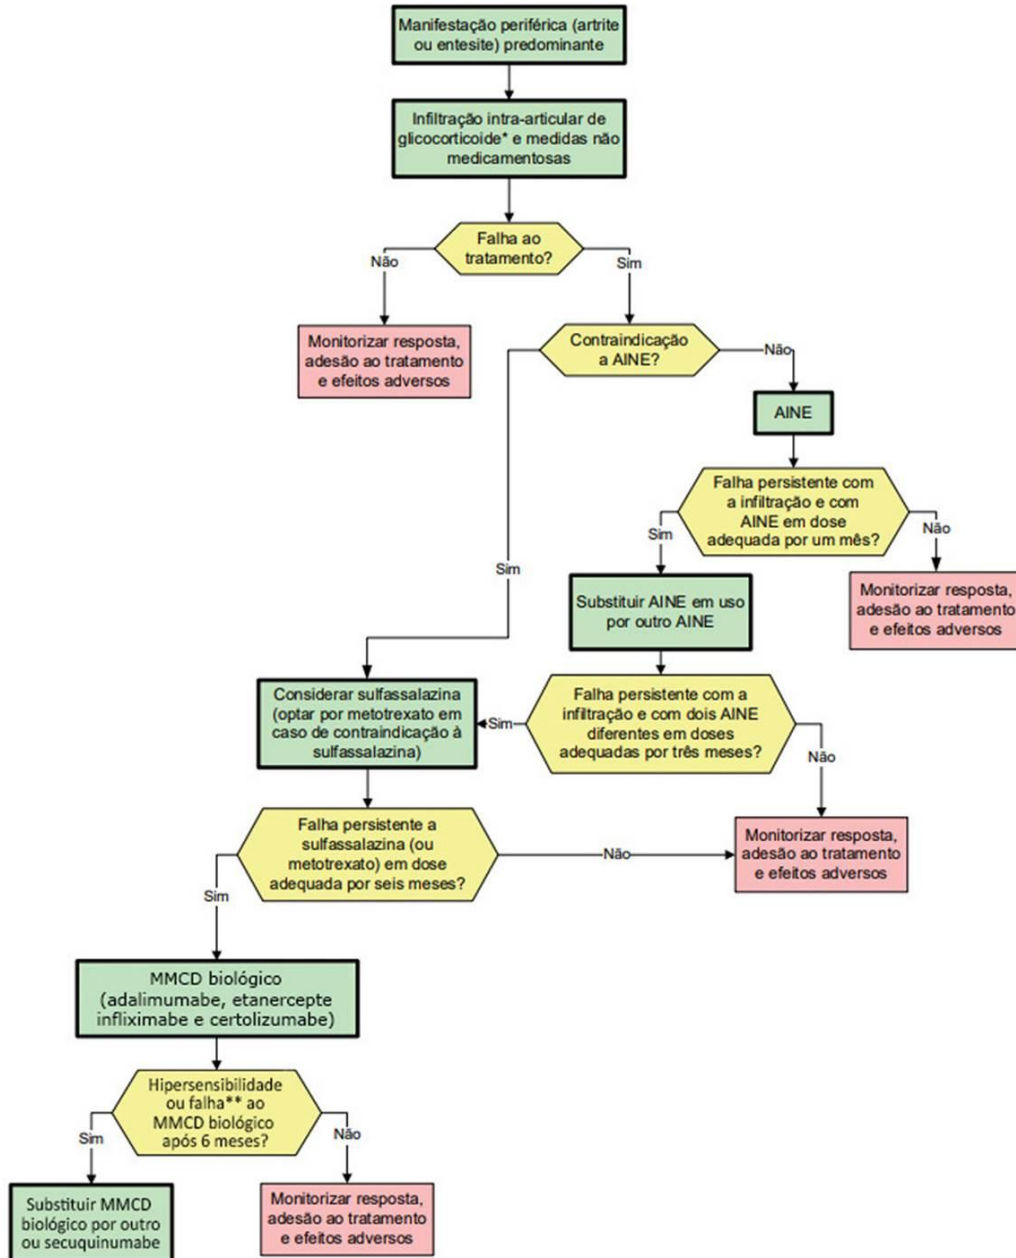 Manifestação periférica (artrite
ou entesite) predominante
Infiltração intra-articular de
glicocorticoide* e medidas não
medicamentosas
Falha ao
tratamento?
Não
Sim
Monitorizar resposta,
adesão ao tratamento
e efeitos adversos
Contraindicação
a AINE?
Não
AINE
Falha persistente com
a infiltração e com
AINE em dose
adequada por um mês?
Sim
Não
Sim
Substituir AINE em uso
por outro AINE
Monitorizar resposta,
adesão ao tratamento
e efeitos adversos
Considerar sulfassalazina
(optar por metotrexato em
caso de contraindicação à
sulfassalazina)
Sim
Falha persistente com a
infiltração e com dois AINE
diferentes em doses
adequadas por três meses?
Não
Falha persistente a
sulfassalazina (ou
metotrexato) em dose
adequada por seis meses?
Não
Monitorizar resposta,
adesão ao tratamento
e efeitos adversos
Sim
MMCD biológico
(adalimumabe, etanercepte
infliximabe e certolizumabe)
Hipersensibilidade
ou falha** ao
MMCD biológico
após 6 meses?
Sim
Não
Substituir MMCD
biológico por outro
ou secuquinumabe
Monitorizar resposta,
adesão ao tratamento
e efeitos adversos